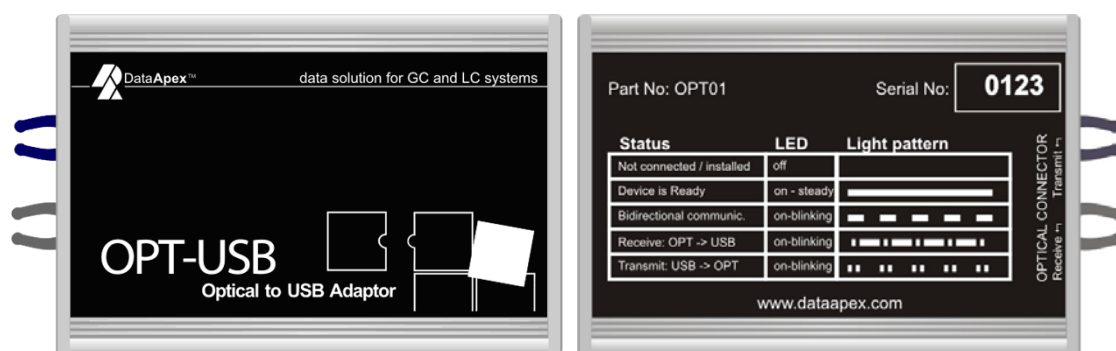 DataApex™ data solution for GC and LC systems
OPT-USB
Optical to USB Adaptor
Part No: OPT01 Serial No: 0123
Status LED Light pattern
Not connected / installed off
Device is Ready on - steady
Bidirectional communic. on-blinking
Receive: OPT -> USB on-blinking
Transmit: USB -> OPT on-blinking
OPTICAL CONNECTOR
Receive Transmit
www.dataapex.com